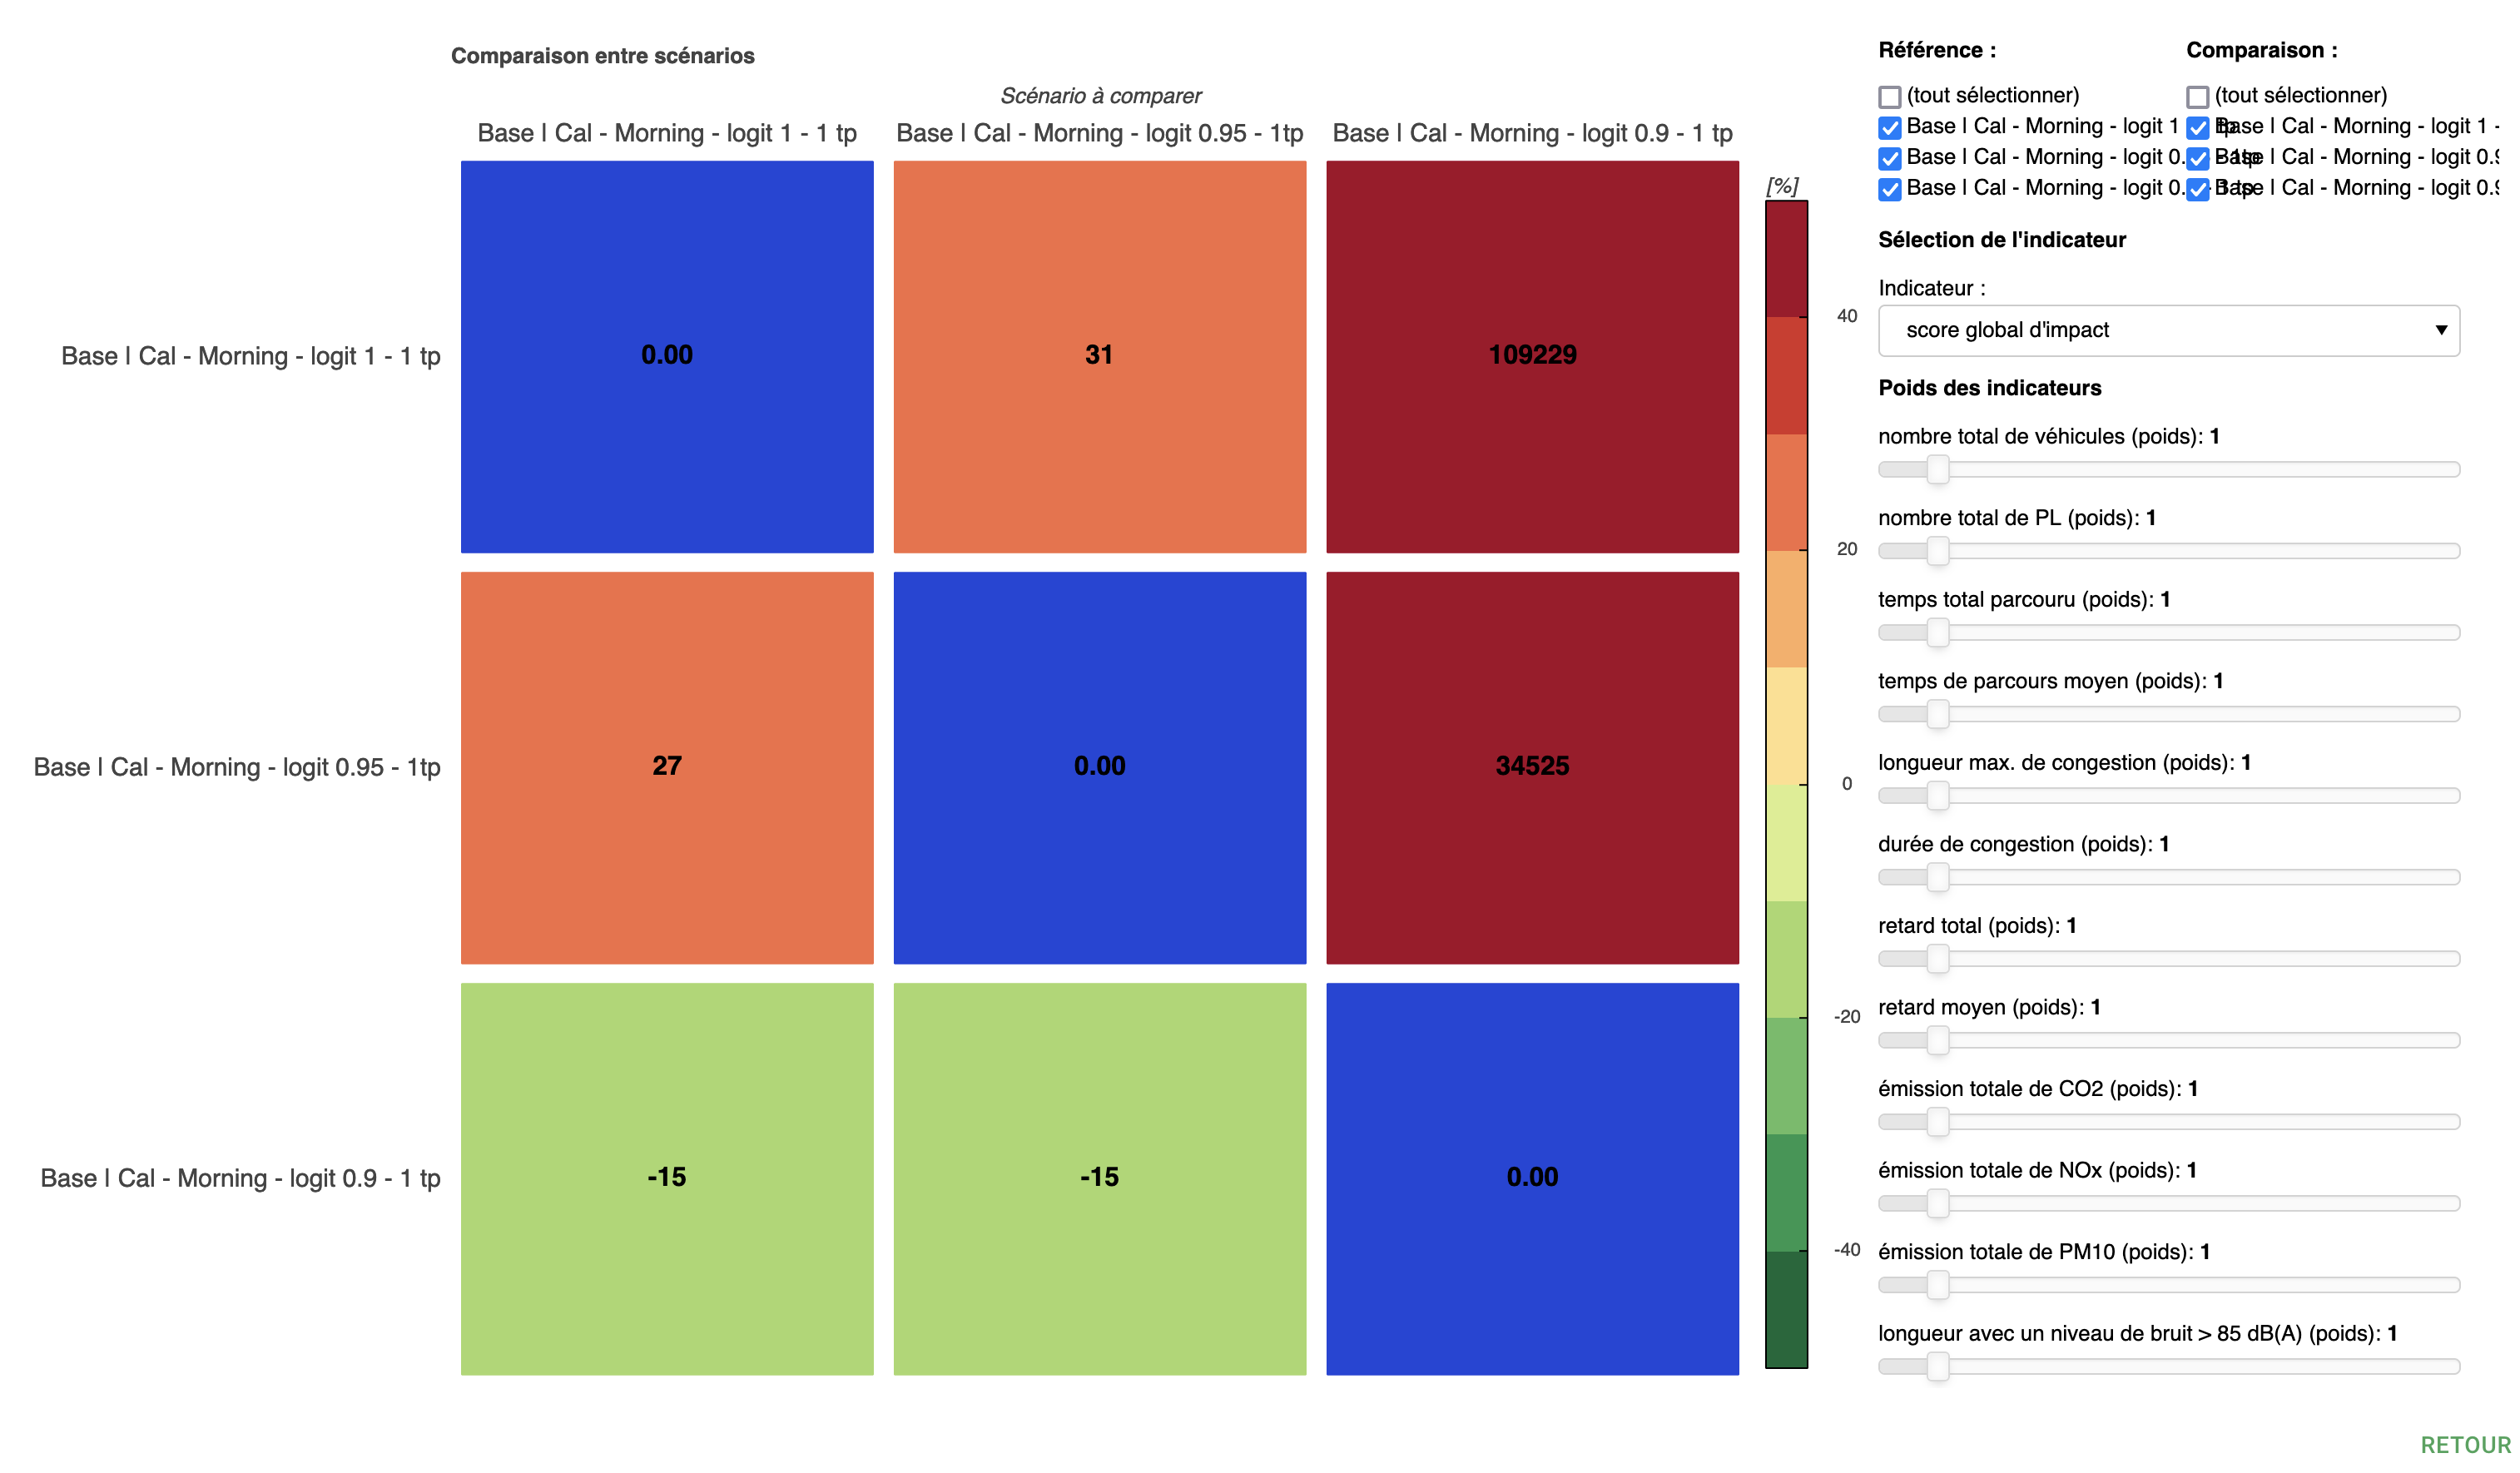 Comparaison entre scénarios
Scénario à comparer
Base | Cal - Morning - logit 1 - 1 tp
Base | Cal - Morning - logit 0.95 - 1tp
Base | Cal - Morning - logit 0.9 - 1 tp
Base | Cal - Morning - logit 1 - 1 tp
0.00
31
109229
Base | Cal - Morning - logit 0.95 - 1tp
27
0.00
34525
Base | Cal - Morning - logit 0.9 - 1 tp
-15
-15
0.00
[%]
40
20
0
-20
-40
Référence :
(tout sélectionner)
Base | Cal - Morning - logit 1
Base | Cal - Morning - logit 0.
Base | Cal - Morning - logit 0.
Comparaison :
(tout sélectionner)
Base | Cal - Morning - logit 1 -
Base | Cal - Morning - logit 0.9
Base | Cal - Morning - logit 0.9
Sélection de l'indicateur
Indicateur :
score global d'impact
Poids des indicateurs
nombre total de véhicules (poids): 1
nombre total de PL (poids): 1
temps total parcouru (poids): 1
temps de parcours moyen (poids): 1
longueur max. de congestion (poids): 1
durée de congestion (poids): 1
retard total (poids): 1
retard moyen (poids): 1
émission totale de CO2 (poids): 1
émission totale de NOx (poids): 1
émission totale de PM10 (poids): 1
longueur avec un niveau de bruit > 85 dB(A) (poids): 1
RETOUR